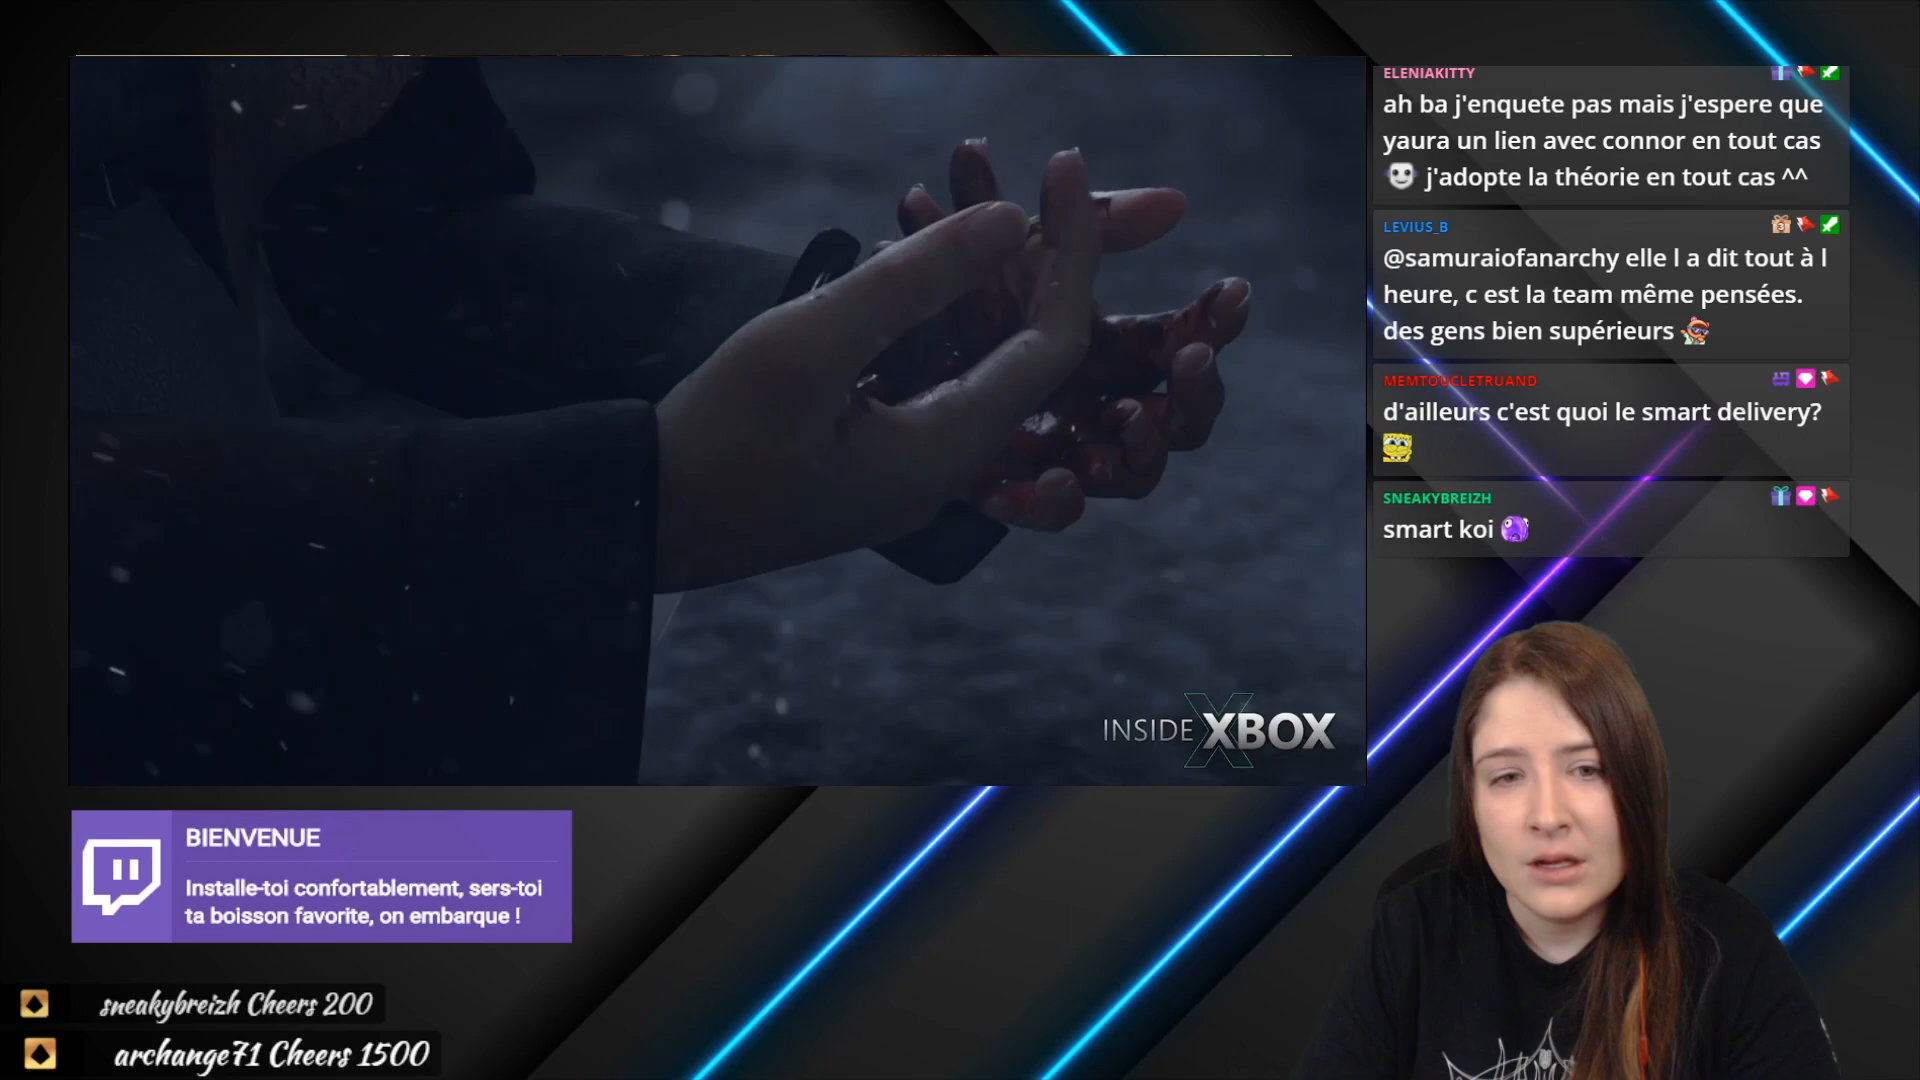 ELENIAKITTY
ah ba j'enquete pas mais j'espere que
yaura un lien avec connor en tout cas
j'adopte la théorie en tout cas ^^
LEVIUS_B
@samuraiofanarchy elle l a dit tout à l
heure, c est la team même pensées.
des gens bien supérieurs
MEMTOUCLETRUAND
d'ailleurs c'est quoi le smart delivery?
SNEAKYBREIZH
smart koi
INSIDE XBOX
BIENVENUE
Installe-toi confortablement, sers-toi
ta boisson favorite, on embarque !
sneakybreizh Cheers 200
archange71 Cheers 1500